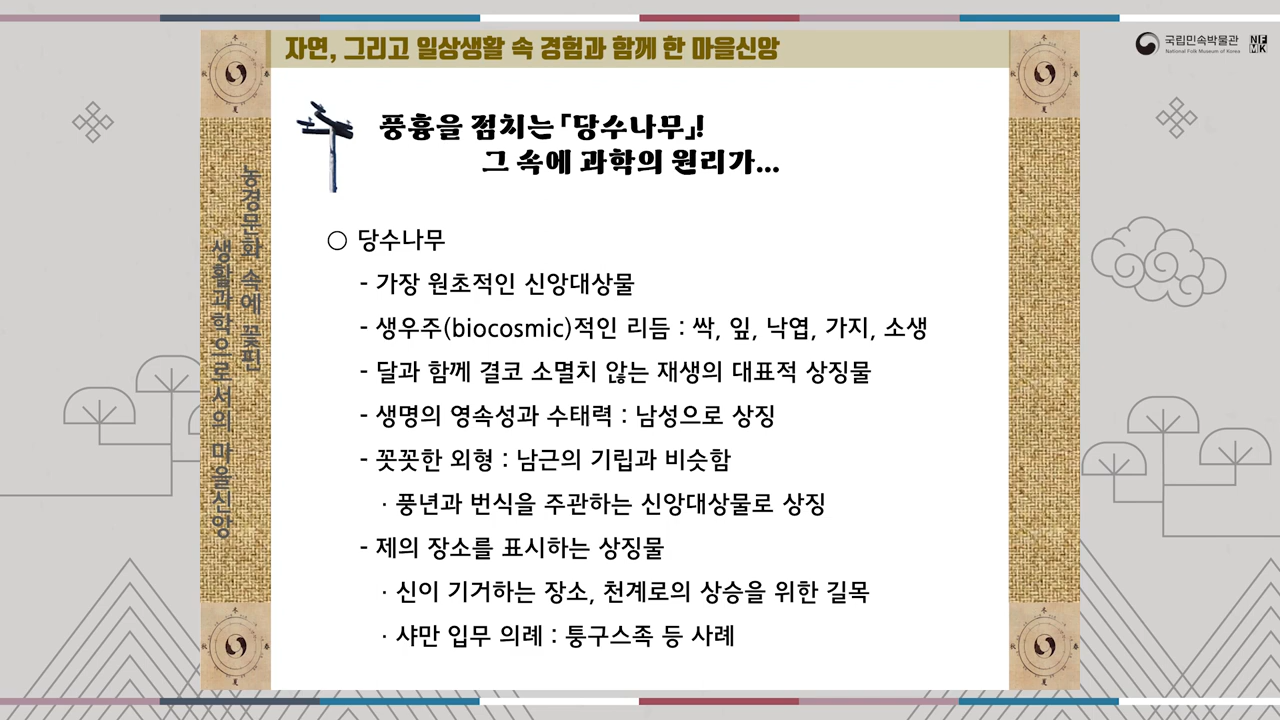 자연, 그리고 일상생활 속 경험과 함께 한 마을신앙
국립민속박물관
National Folk Museum of Korea
NF
MK
풍흉을 점치는「당수나무」!
그 속에 과학의 원리가...
농경문화 속에 꽃핀
생활과학으로서의 마을신앙
○ 당수나무
- 가장 원초적인 신앙대상물
- 생우주(biocosmic)적인 리듬 : 싹, 잎, 낙엽, 가지, 소생
- 달과 함께 결코 소멸치 않는 재생의 대표적 상징물
- 생명의 영속성과 수태력 : 남성으로 상징
- 꼿꼿한 외형 : 남근의 기립과 비슷함
· 풍년과 번식을 주관하는 신앙대상물로 상징
- 제의 장소를 표시하는 상징물
· 신이 기거하는 장소, 천계로의 상승을 위한 길목
· 샤만 입무 의례 : 퉁구스족 등 사례